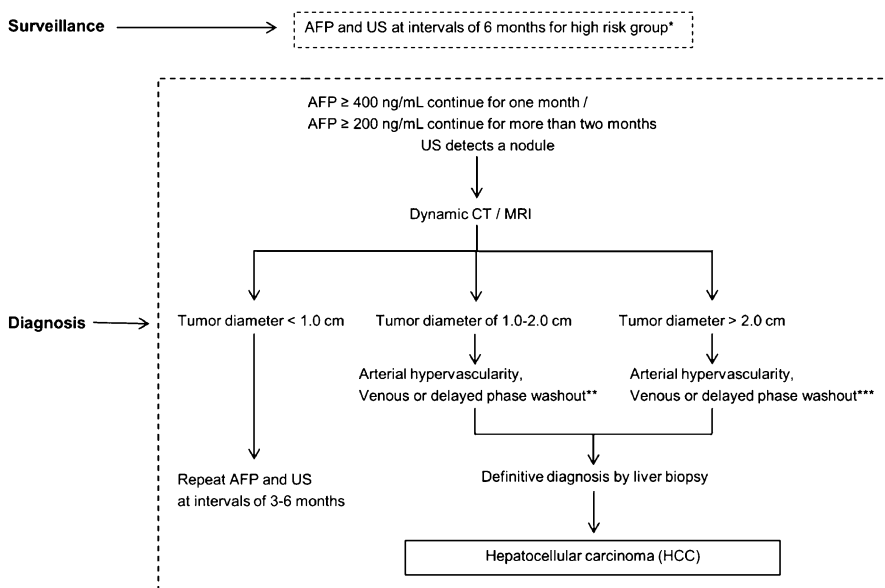 Surveillance
AFP and US at intervals of 6 months for high risk group*
AFP ≥ 400 ng/mL continue for one month /
AFP ≥ 200 ng/mL continue for more than two months
US detects a nodule
Dynamic CT / MRI
Diagnosis
Tumor diameter < 1.0 cm
Tumor diameter of 1.0-2.0 cm
Tumor diameter > 2.0 cm
Arterial hypervascularity,
Venous or delayed phase washout**
Arterial hypervascularity,
Venous or delayed phase washout***
Repeat AFP and US
at intervals of 3-6 months
Definitive diagnosis by liver biopsy
Hepatocellular carcinoma (HCC)